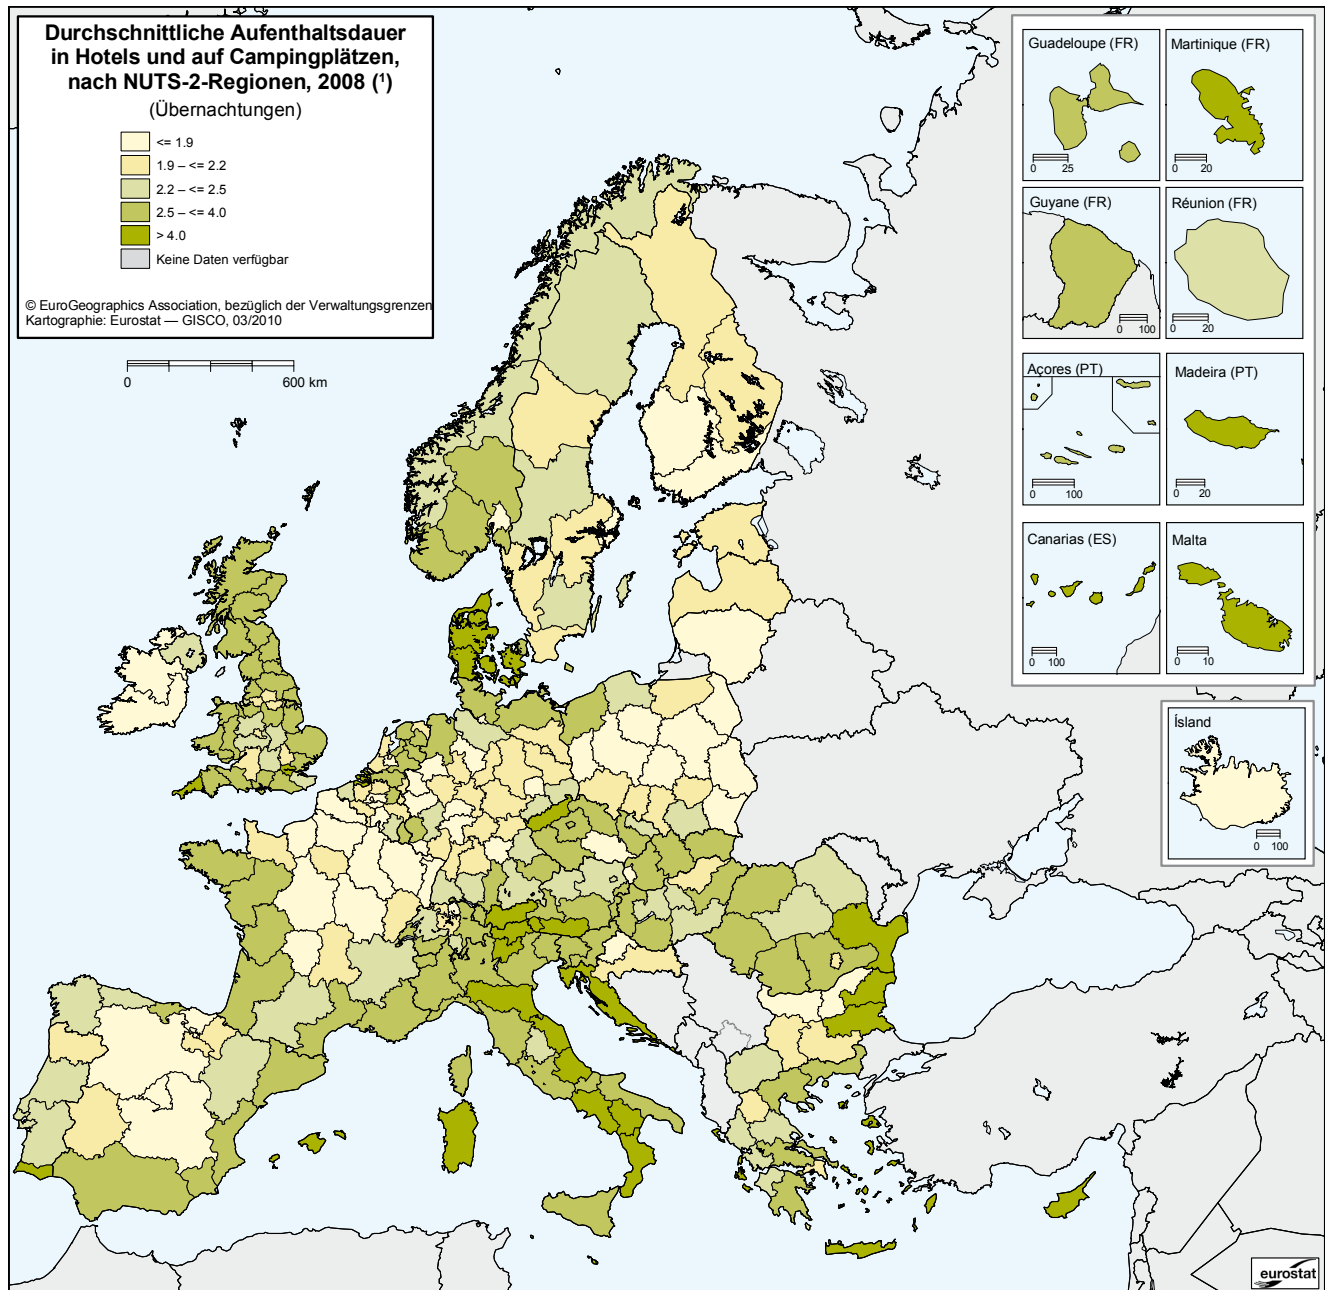 Durchschnittliche Aufenthaltsdauer
in Hotels und auf Campingplätzen,
nach NUTS-2-Regionen, 2008 (¹)
(Übernachtungen)
<= 1.9
1.9 – <= 2.2
2.2 – <= 2.5
2.5 – <= 4.0
> 4.0
Keine Daten verfügbar
© EuroGeographics Association, bezüglich der Verwaltungsgrenzen
Kartographie: Eurostat — GISCO, 03/2010
0 600 km
Guadeloupe (FR)
0 25
Martinique (FR)
0 20
Guyane (FR)
0 100
Réunion (FR)
0 20
Açores (PT)
0 100
Madeira (PT)
0 20
Canarias (ES)
0 100
Malta
0 10
Ísland
0 100
eurostat